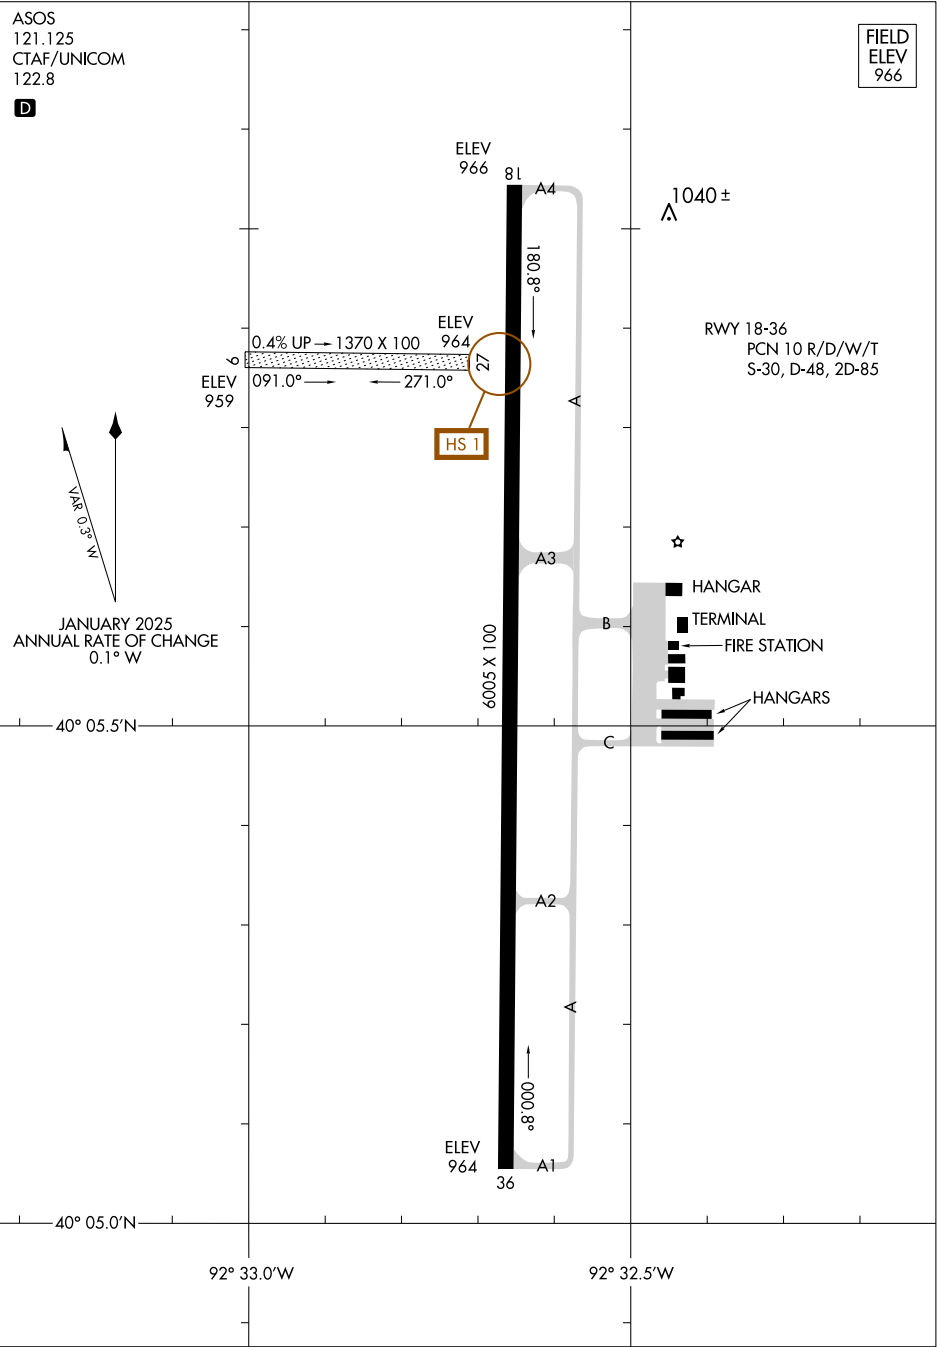 ASOS
121.125
CTAF/UNICOM
122.8
D
FIELD
ELEV
966
ELEV
966
18
A4
1040 ±
180.8°
RWY 18-36
PCN 10 R/D/W/T
S-30, D-48, 2D-85
ELEV
964
0.4% UP → 1370 X 100
9
27
091.0°
271.0°
ELEV
959
A
HS 1
VAR 0.3° W
JANUARY 2025
ANNUAL RATE OF CHANGE
0.1° W
A3
HANGAR
B
TERMINAL
FIRE STATION
6005 X 100
HANGARS
40° 05.5'N
C
A2
A
000.8°
ELEV
964
A1
36
40° 05.0'N
92° 33.0'W
92° 32.5'W